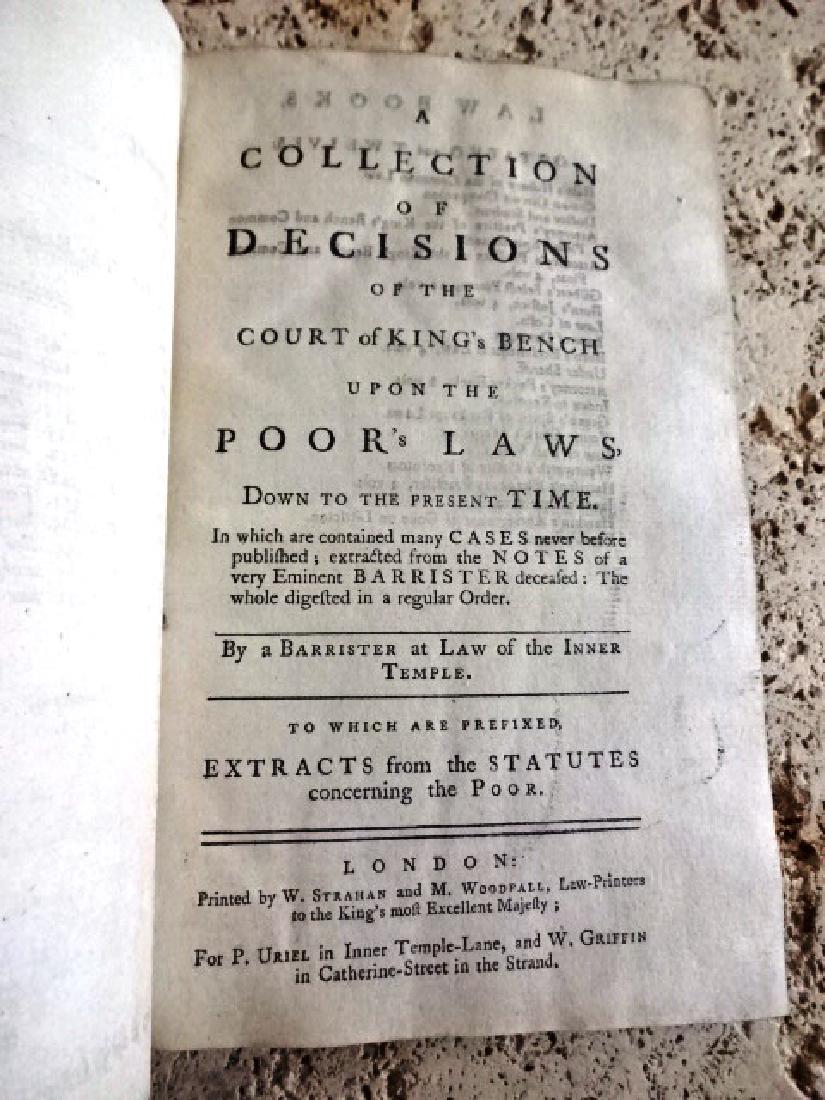 A
COLLECTION
OF
DECISIONS
OF THE
COURT of KING's BENCH
UPON THE
POOR's LAWS,
DOWN TO THE PRESENT TIME.
In which are contained many CASES never before
publiſhed; extracted from the NOTES of a
very Eminent BARRISTER deceaſed: The
whole digeſted in a regular Order.
By a BARRISTER at LAW of the INNER
TEMPLE.
TO WHICH ARE PREFIXED,
EXTRACTS from the STATUTES
concerning the POOR.
LONDON:
Printed by W. STRAHAN and M. WOODFALL, Law-Printers
to the King's moſt Excellent Majeſty;
For P. URIEL in Inner Temple-Lane, and W. GRIFFIN
in Catherine-Street in the Strand.